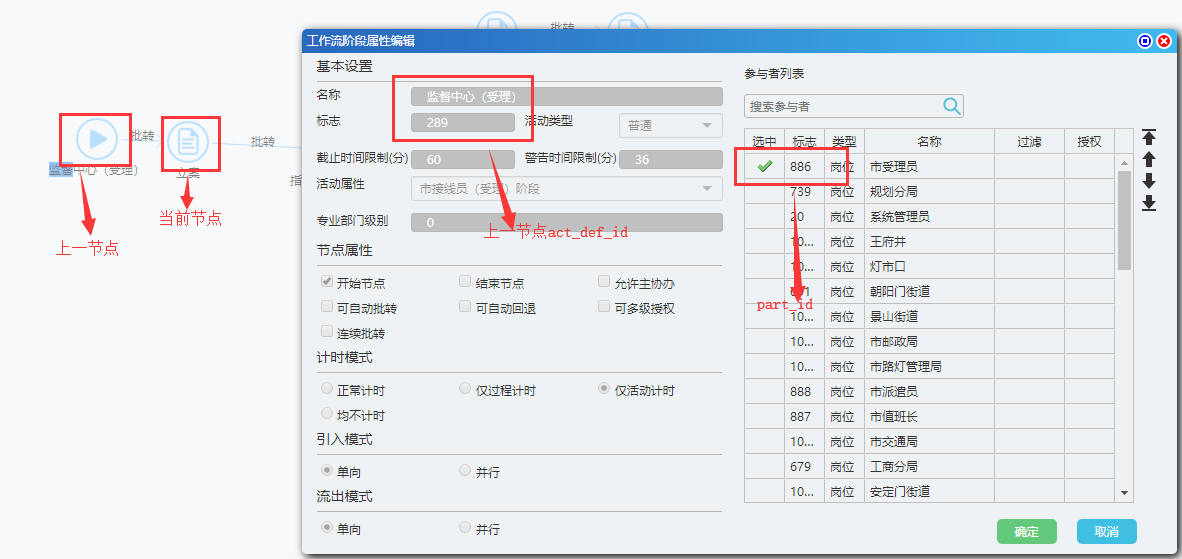 批转
工作流阶段属性编辑
基本设置
名称 监督中心（受理）
标志 289 活动类型 普通
截止时间限制(分) 60 警告时间限制(分) 36
活动属性 市接线员（受理）阶段
专业部门级别 0
节点属性
开始节点 结束节点 允许主协办
可自动批转 可自动回退 可多级授权
连续批转
计时模式
正常计时 仅过程计时 仅活动计时
均不计时
引入模式
单向 并行
流出模式
单向 并行
参与者列表
搜索参与者
选中 标志 类型 名称 过滤 授权
886 岗位 市受理员
739 岗位 规划分局
20 岗位 系统管理员
10... 岗位 王府井
10... 岗位 灯市口
岗位 朝阳门街道
10... 岗位 景山街道
10... 岗位 市邮政局
10... 岗位 市路灯管理局
888 岗位 市派遣员
887 岗位 市值班长
10... 岗位 市交通局
679 岗位 工商分局
10... 岗位 安定门街道
确定 取消
批转 批转
监督中心（受理） 立案
上一节点
当前节点
上一节点act_def_id
part_id